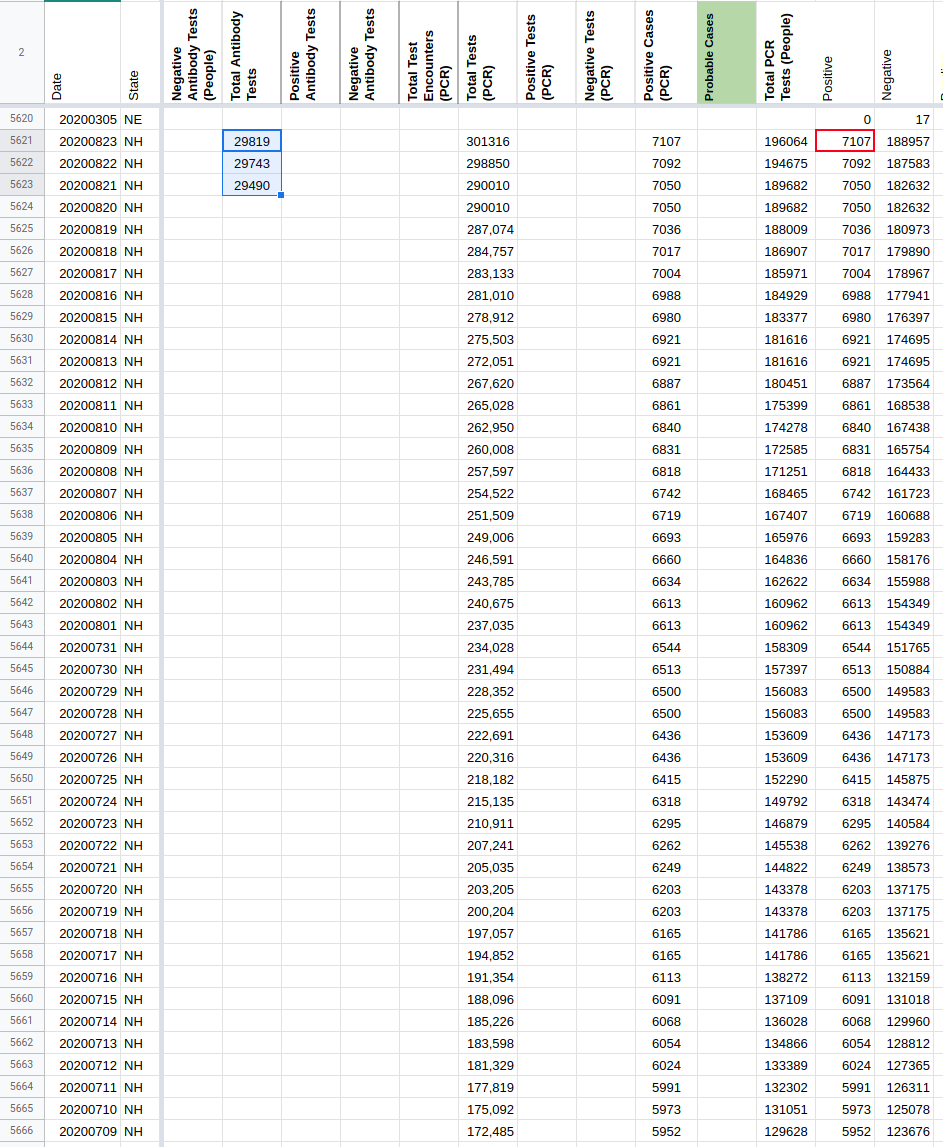 2 Date State Negative Antibody Tests (People) Total Antibody Tests Positive Antibody Tests Negative Antibody Tests Total Test Encounters (PCR) Total Tests (PCR) Positive Tests (PCR) Negative Tests (PCR) Positive Cases (PCR) Probable Cases Total PCR Tests (People) Positive Negative
5620 20200305 NE 0 17
5621 20200823 NH 29819 301316 7107 196064 7107 188957
5622 20200822 NH 29743 298850 7092 194675 7092 187583
5623 20200821 NH 29490 290010 7050 189682 7050 182632
5624 20200820 NH 290010 7050 189682 7050 182632
5625 20200819 NH 287,074 7036 188009 7036 180973
5626 20200818 NH 284,757 7017 186907 7017 179890
5627 20200817 NH 283,133 7004 185971 7004 178967
5628 20200816 NH 281,010 6988 184929 6988 177941
5629 20200815 NH 278,912 6980 183377 6980 176397
5630 20200814 NH 275,503 6921 181616 6921 174695
5631 20200813 NH 272,051 6921 181616 6921 174695
5632 20200812 NH 267,620 6887 180451 6887 173564
5633 20200811 NH 265,028 6861 175399 6861 168538
5634 20200810 NH 262,950 6840 174278 6840 167438
5635 20200809 NH 260,008 6831 172585 6831 165754
5636 20200808 NH 257,597 6818 171251 6818 164433
5637 20200807 NH 254,522 6742 168465 6742 161723
5638 20200806 NH 251,509 6719 167407 6719 160688
5639 20200805 NH 249,006 6693 165976 6693 159283
5640 20200804 NH 246,591 6660 164836 6660 158176
5641 20200803 NH 243,785 6634 162622 6634 155988
5642 20200802 NH 240,675 6613 160962 6613 154349
5643 20200801 NH 237,035 6613 160962 6613 154349
5644 20200731 NH 234,028 6544 158309 6544 151765
5645 20200730 NH 231,494 6513 157397 6513 150884
5646 20200729 NH 228,352 6500 156083 6500 149583
5647 20200728 NH 225,655 6500 156083 6500 149583
5648 20200727 NH 222,691 6436 153609 6436 147173
5649 20200726 NH 220,316 6436 153609 6436 147173
5650 20200725 NH 218,182 6415 152290 6415 145875
5651 20200724 NH 215,135 6318 149792 6318 143474
5652 20200723 NH 210,911 6295 146879 6295 140584
5653 20200722 NH 207,241 6262 145538 6262 139276
5654 20200721 NH 205,035 6249 144822 6249 138573
5655 20200720 NH 203,205 6203 143378 6203 137175
5656 20200719 NH 200,204 6203 143378 6203 137175
5657 20200718 NH 197,057 6165 141786 6165 135621
5658 20200717 NH 194,852 6165 141786 6165 135621
5659 20200716 NH 191,354 6113 138272 6113 132159
5660 20200715 NH 188,096 6091 137109 6091 131018
5661 20200714 NH 185,226 6068 136028 6068 129960
5662 20200713 NH 183,598 6054 134866 6054 128812
5663 20200712 NH 181,329 6024 133389 6024 127365
5664 20200711 NH 177,819 5991 132302 5991 126311
5665 20200710 NH 175,092 5973 131051 5973 125078
5666 20200709 NH 172,485 5952 129628 5952 123676